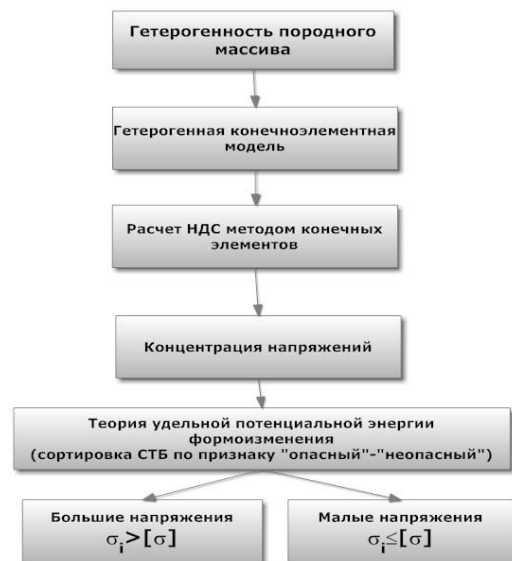 Гетерогенность породного
массива
Гетерогенная конечноэлементная
модель
Расчет НДС методом конечных
элементов
Концентрация напряжений
Теория удельной потенциальной энергии
формоизменения
(сортировка СТБ по признаку "опасный"-"неопасный")
Большие напряжения
σi>[σ]
Малые напряжения
σi≤[σ]